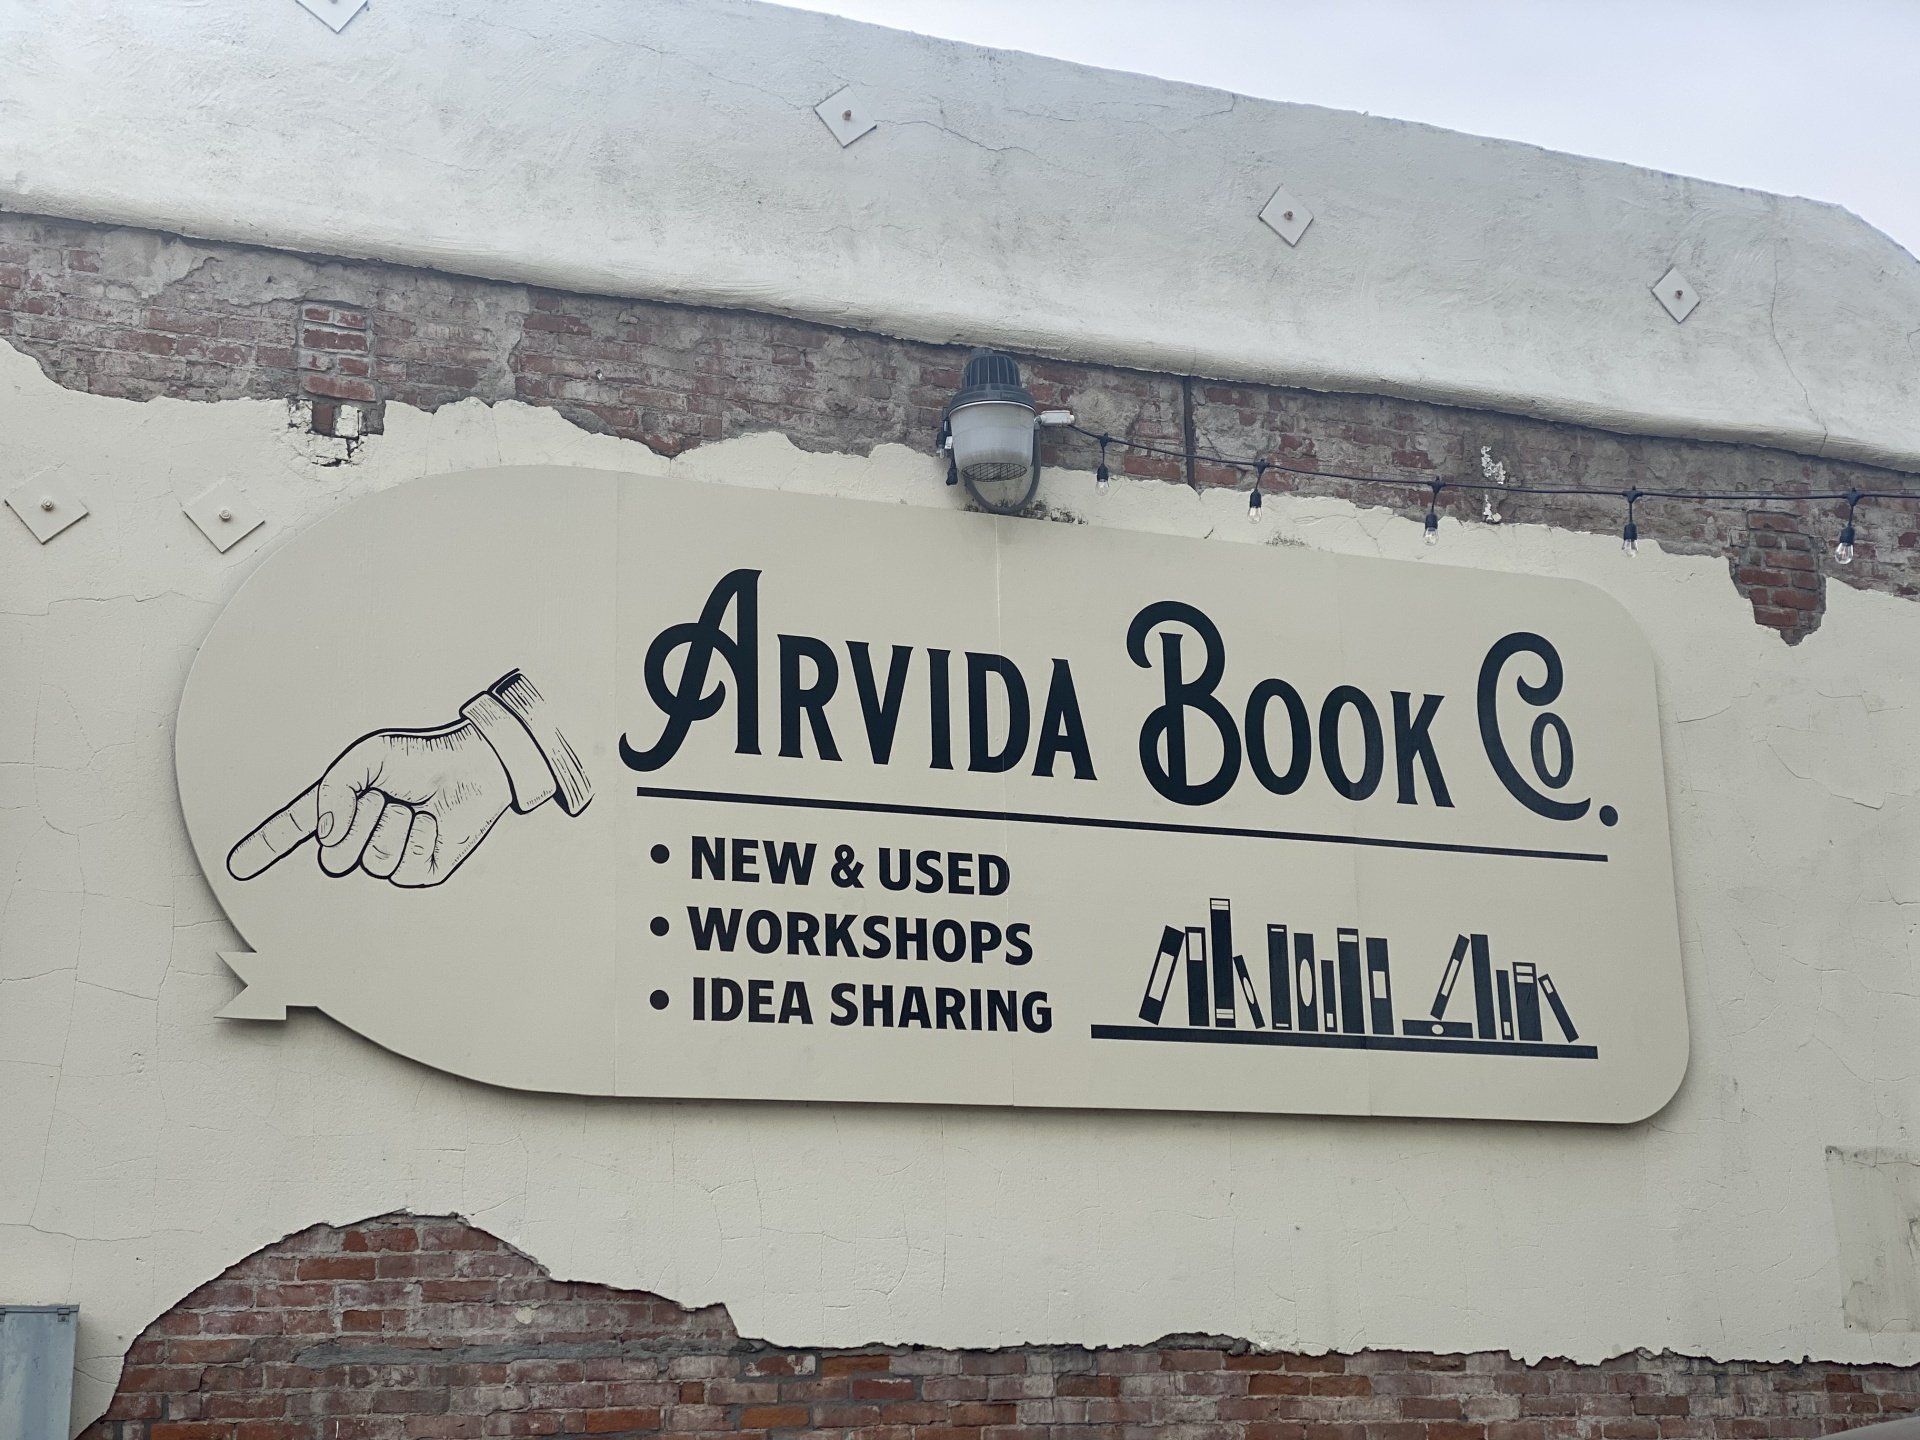 ARVIDA BOOK CO.
• NEW & USED
• WORKSHOPS
• IDEA SHARING